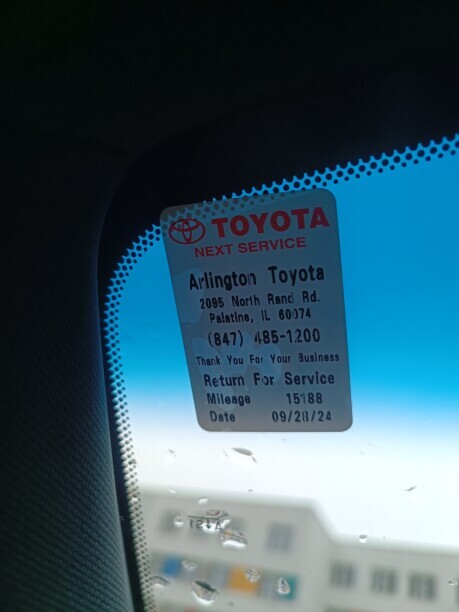 TOYOTA
NEXT SERVICE
Arlington Toyota
2095 North Rand Rd.
Palatine, IL 60074
(847) 485-1200
Thank You For Your Business
Return For Service
Mileage 15188
Date 09/28/24